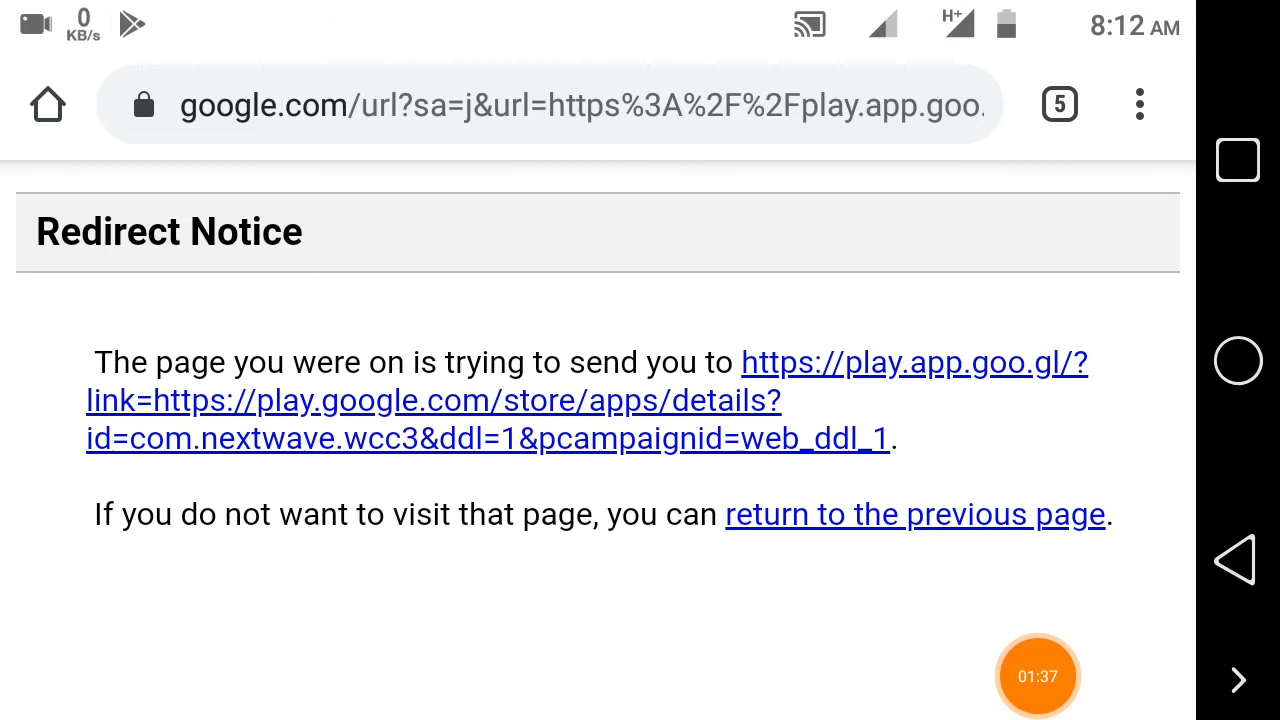 0
KB/s
H+
8:12 AM
google.com/url?sa=j&url=https%3A%2F%2Fplay.app.goo.
5
Redirect Notice
The page you were on is trying to send you to https://play.app.goo.gl/?
link=https://play.google.com/store/apps/details?
id=com.nextwave.wcc3&ddl=1&pcampaignid=web_ddl_1.
If you do not want to visit that page, you can return to the previous page.
01:37